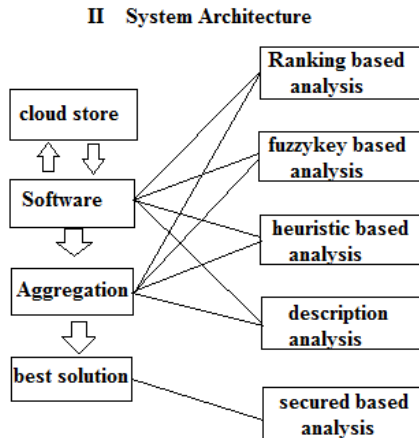 II System Architecture
Ranking based
analysis
cloud store
fuzzykey based
analysis
Software
heuristic based
analysis
Aggregation
description
analysis
best solution
secured based
analysis